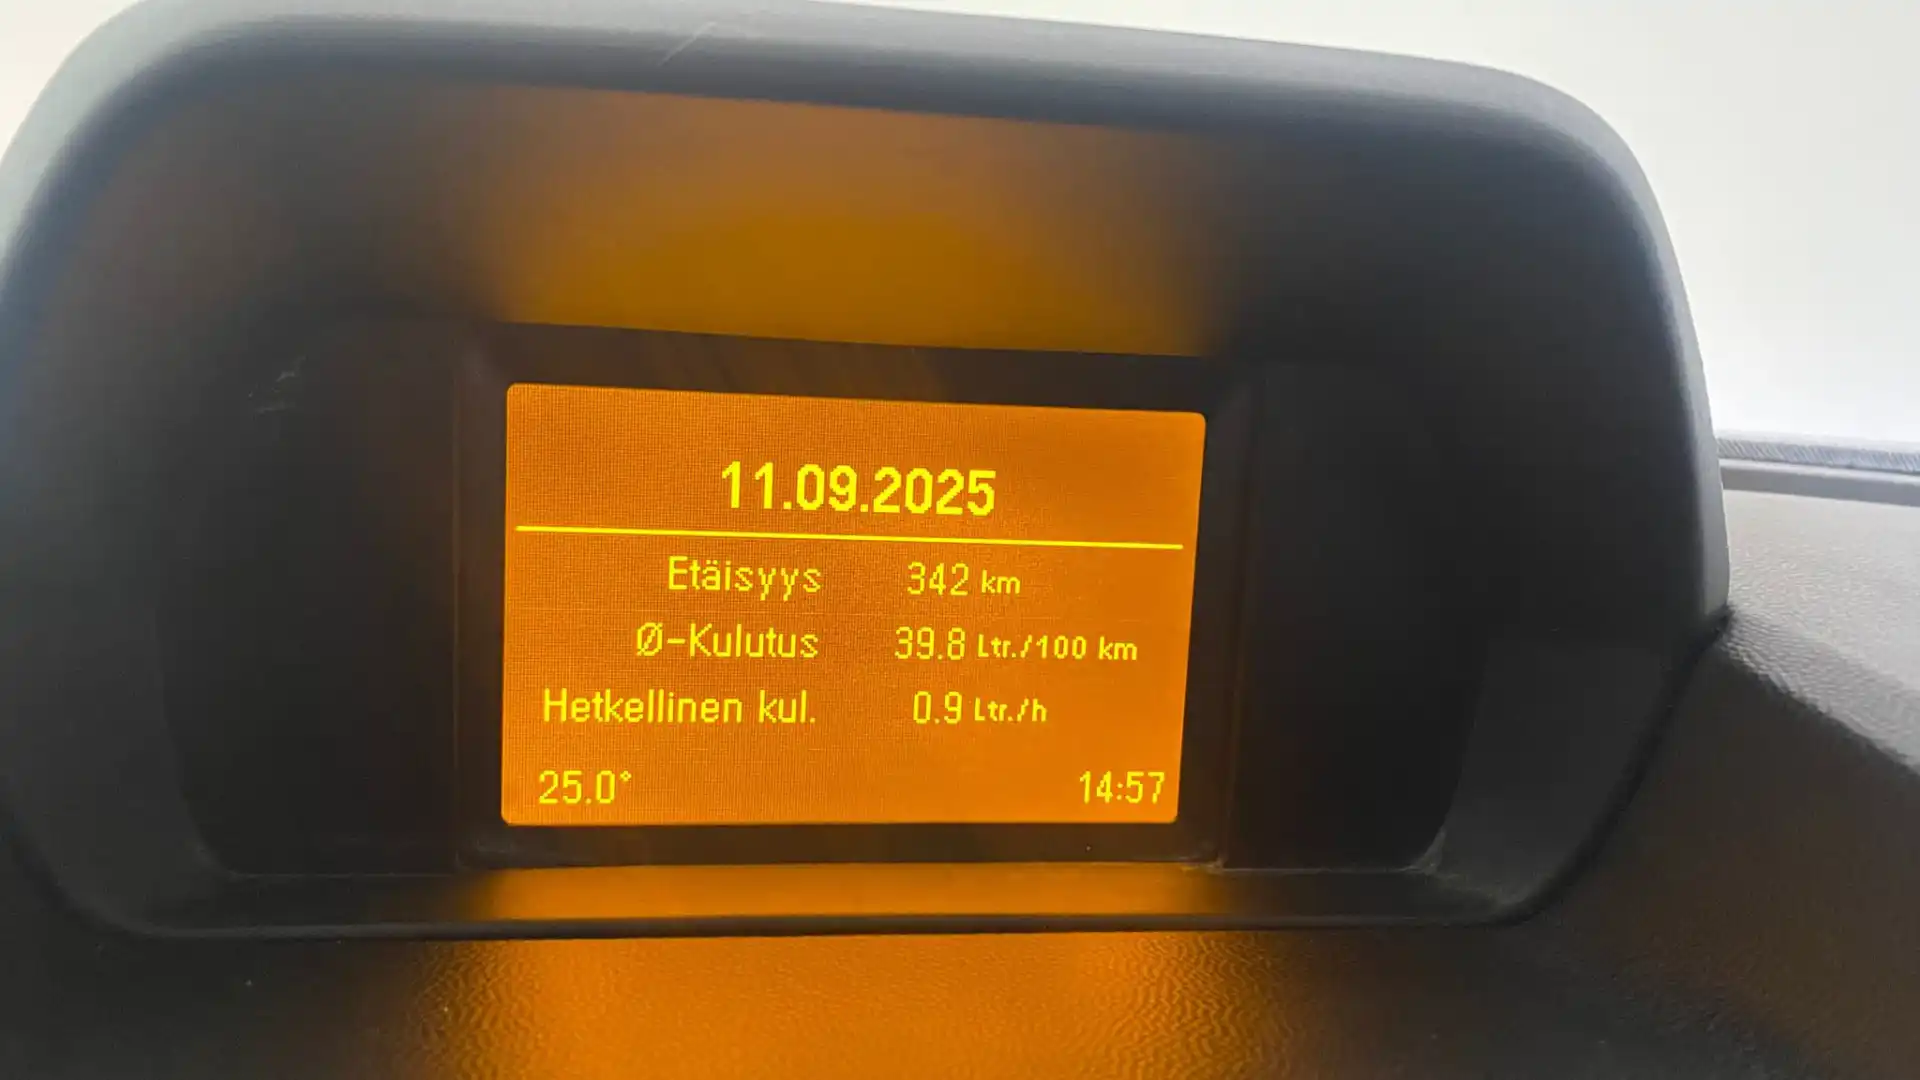 11.09.2025
Etäisyys 342 km
Ø-Kulutus 39.8 Ltr./100 km
Hetkellinen kul. 0.9 Ltr./h
25.0° 14:57